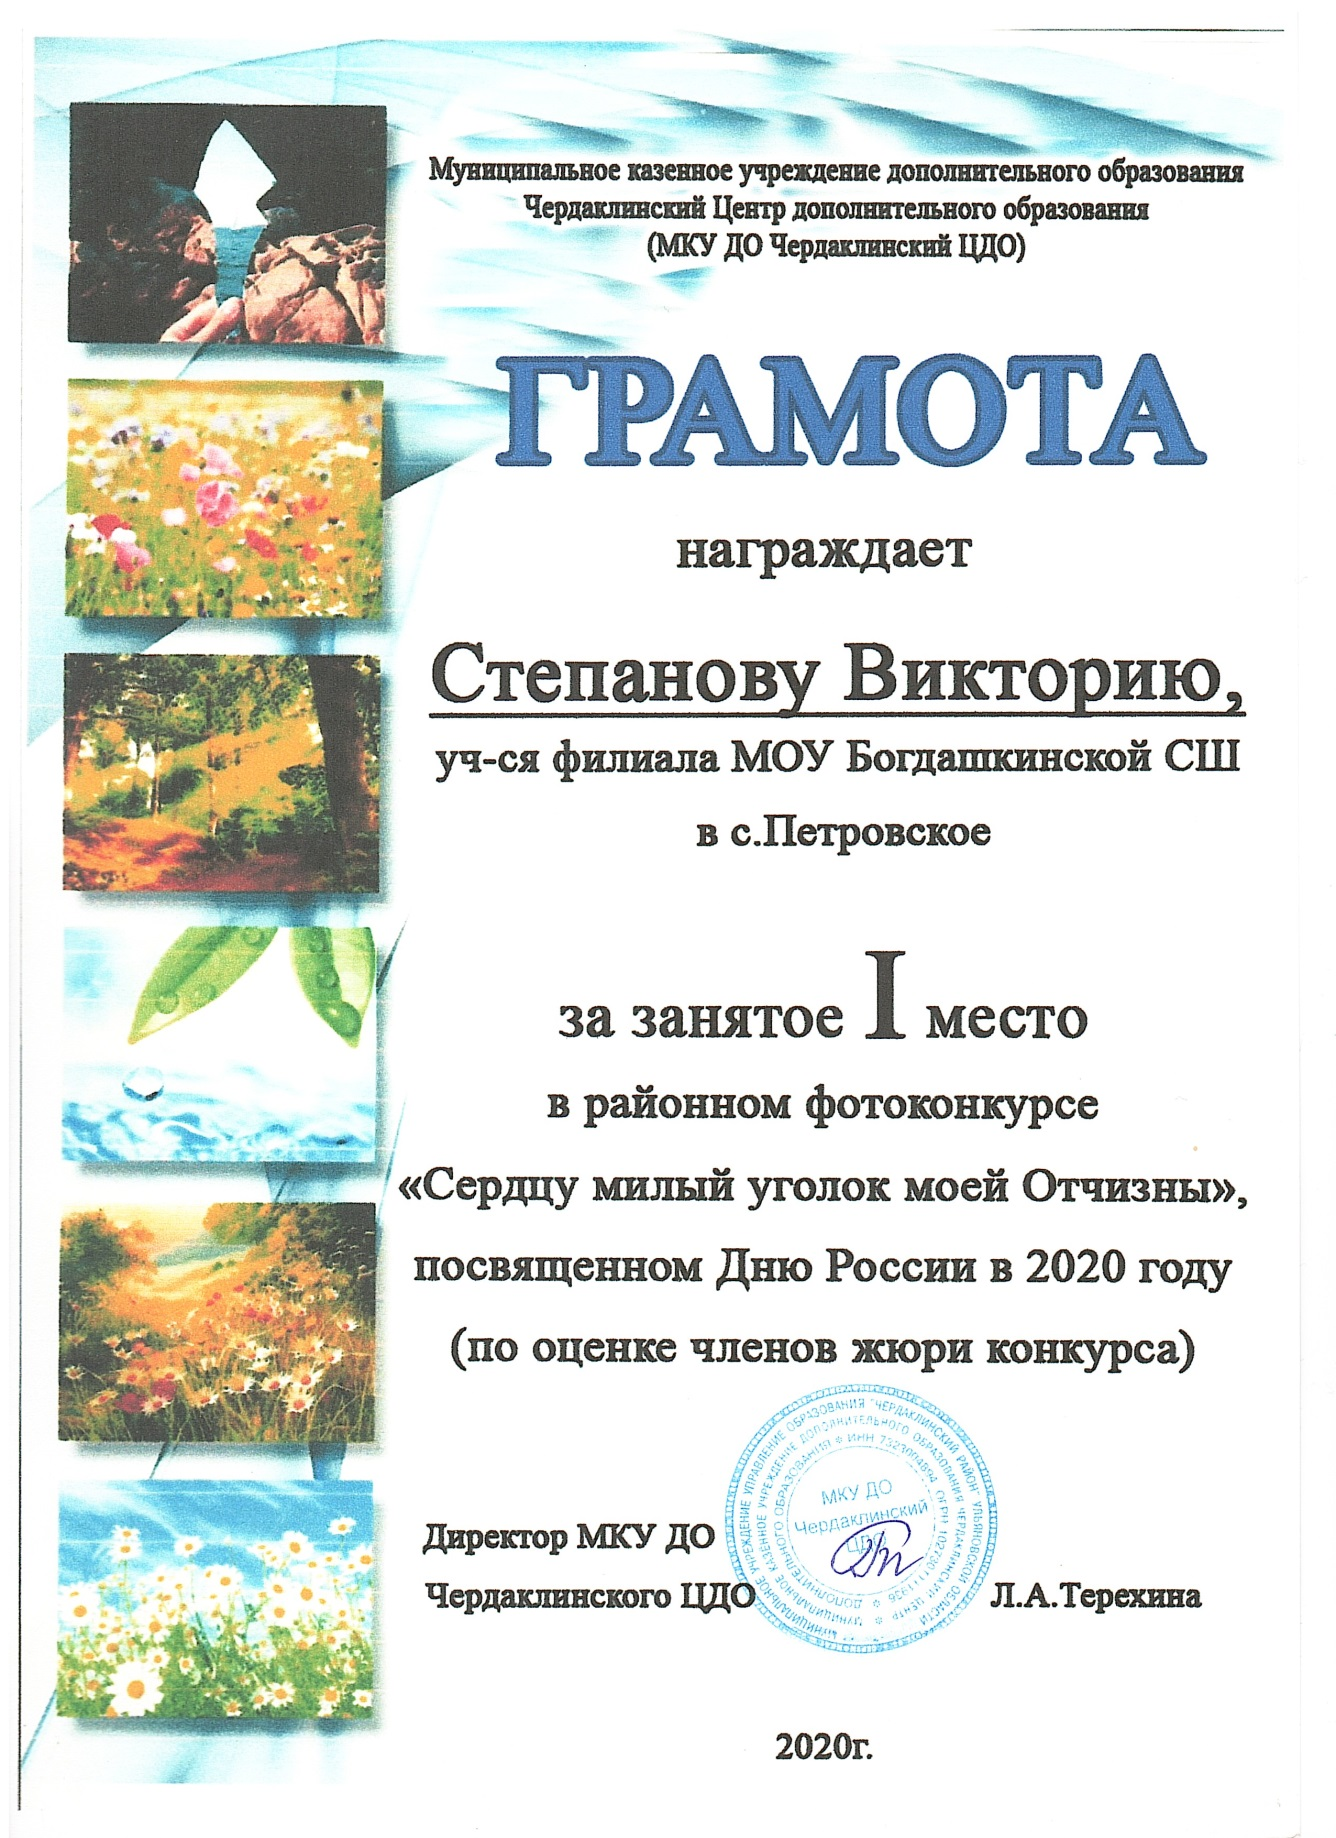 Муниципальное казенное учреждение дополнительного образования
Чердаклинский Центр дополнительного образования
(МКУ ДО Чердаклинский ЦДО)
ГРАМОТА
награждает
Степанову Викторию,
уч-ся филиала МОУ Богдашкинской СШ
в с.Петровское
за занятое I место
в районном фотоконкурсе
«Сердцу милый уголок моей Отчизны»,
посвященном Дню России в 2020 году
(по оценке членов жюри конкурса)
Директор МКУ ДО
Чердаклинского ЦДО Л.А.Терехина
МКУ ДО
Чердаклинский
ЦДО
2020г.